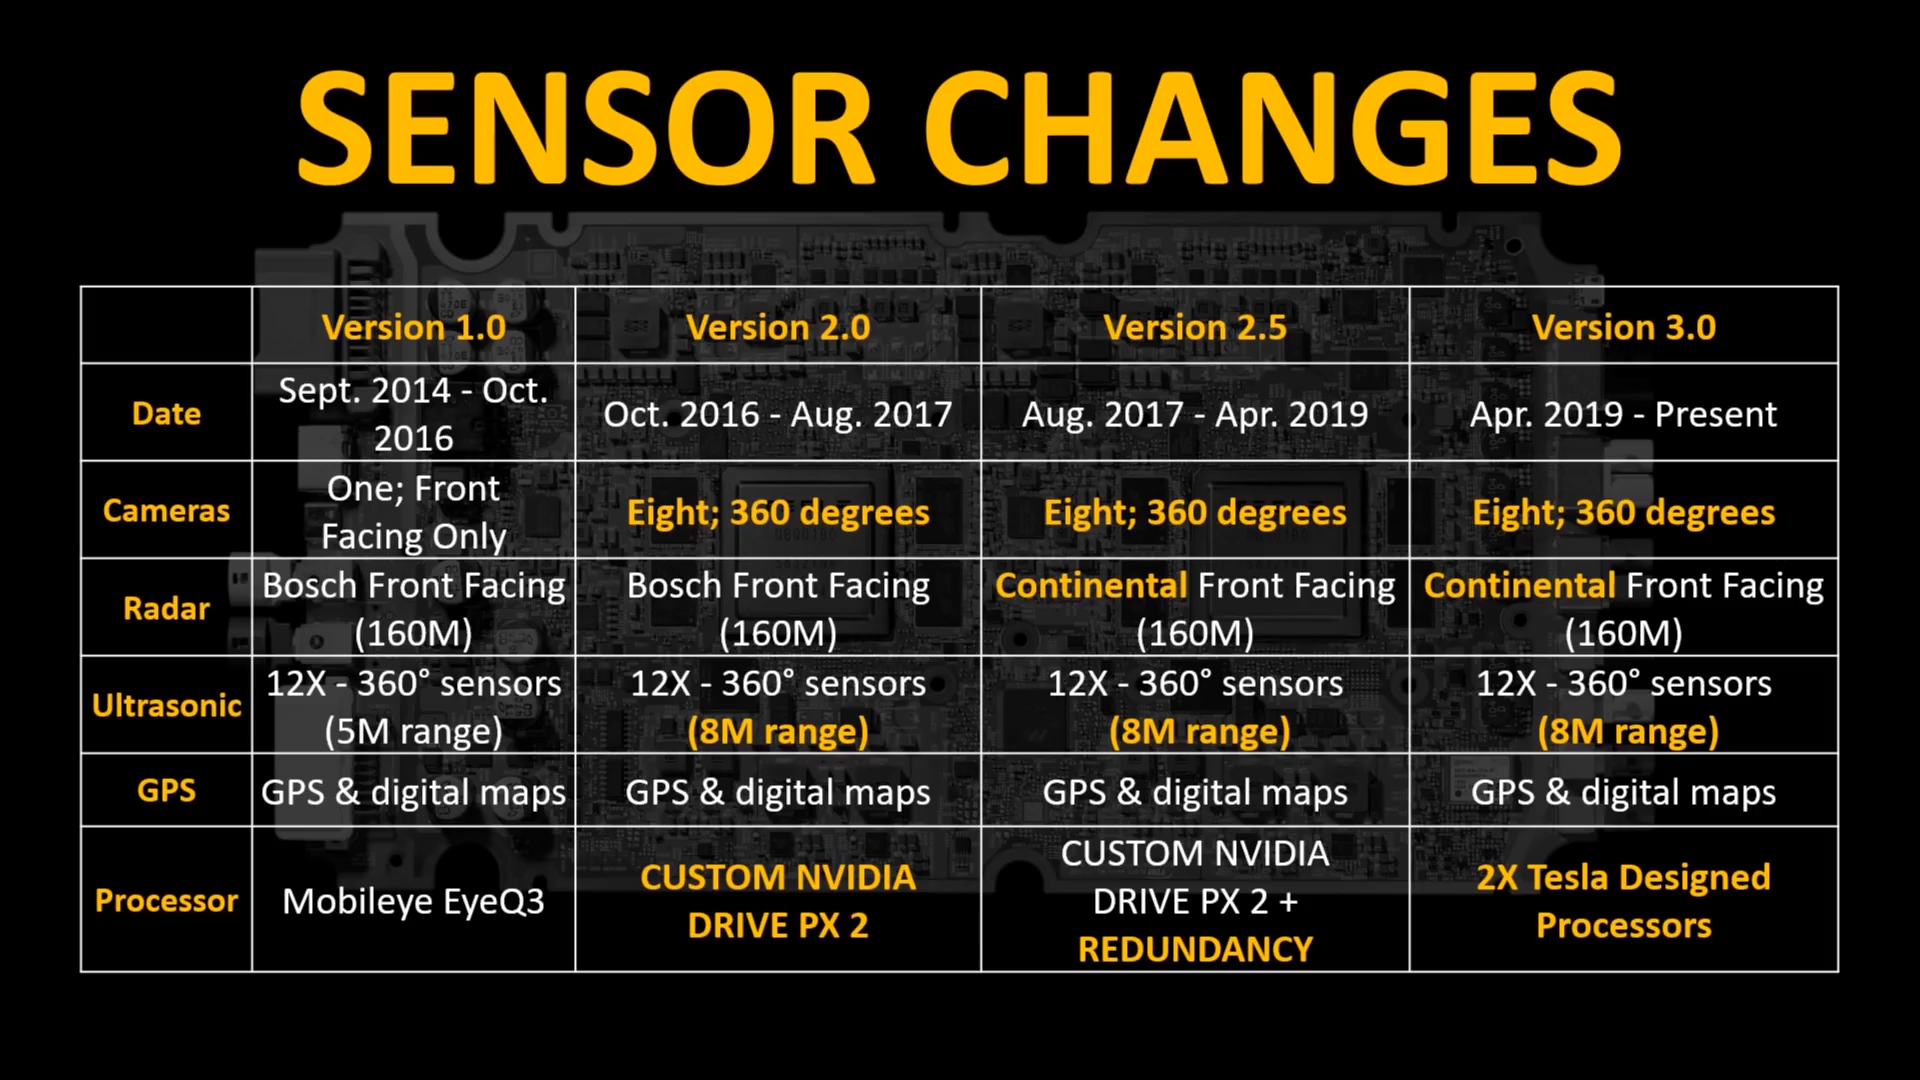 SENSOR CHANGES
Version 1.0
Version 2.0
Version 2.5
Version 3.0
Date
Sept. 2014 - Oct.
2016
Oct. 2016 - Aug. 2017
Aug. 2017 - Apr. 2019
Apr. 2019 - Present
Cameras
One; Front
Facing Only
Eight; 360 degrees
Eight; 360 degrees
Eight; 360 degrees
Radar
Bosch Front Facing
(160M)
Bosch Front Facing
(160M)
Continental Front Facing
(160M)
Continental Front Facing
(160M)
Ultrasonic
12X - 360° sensors
(5M range)
12X - 360° sensors
(8M range)
12X - 360° sensors
(8M range)
12X - 360° sensors
(8M range)
GPS
GPS & digital maps
GPS & digital maps
GPS & digital maps
GPS & digital maps
Processor
Mobileye EyeQ3
CUSTOM NVIDIA
DRIVE PX 2
CUSTOM NVIDIA
DRIVE PX 2 +
REDUNDANCY
2X Tesla Designed
Processors